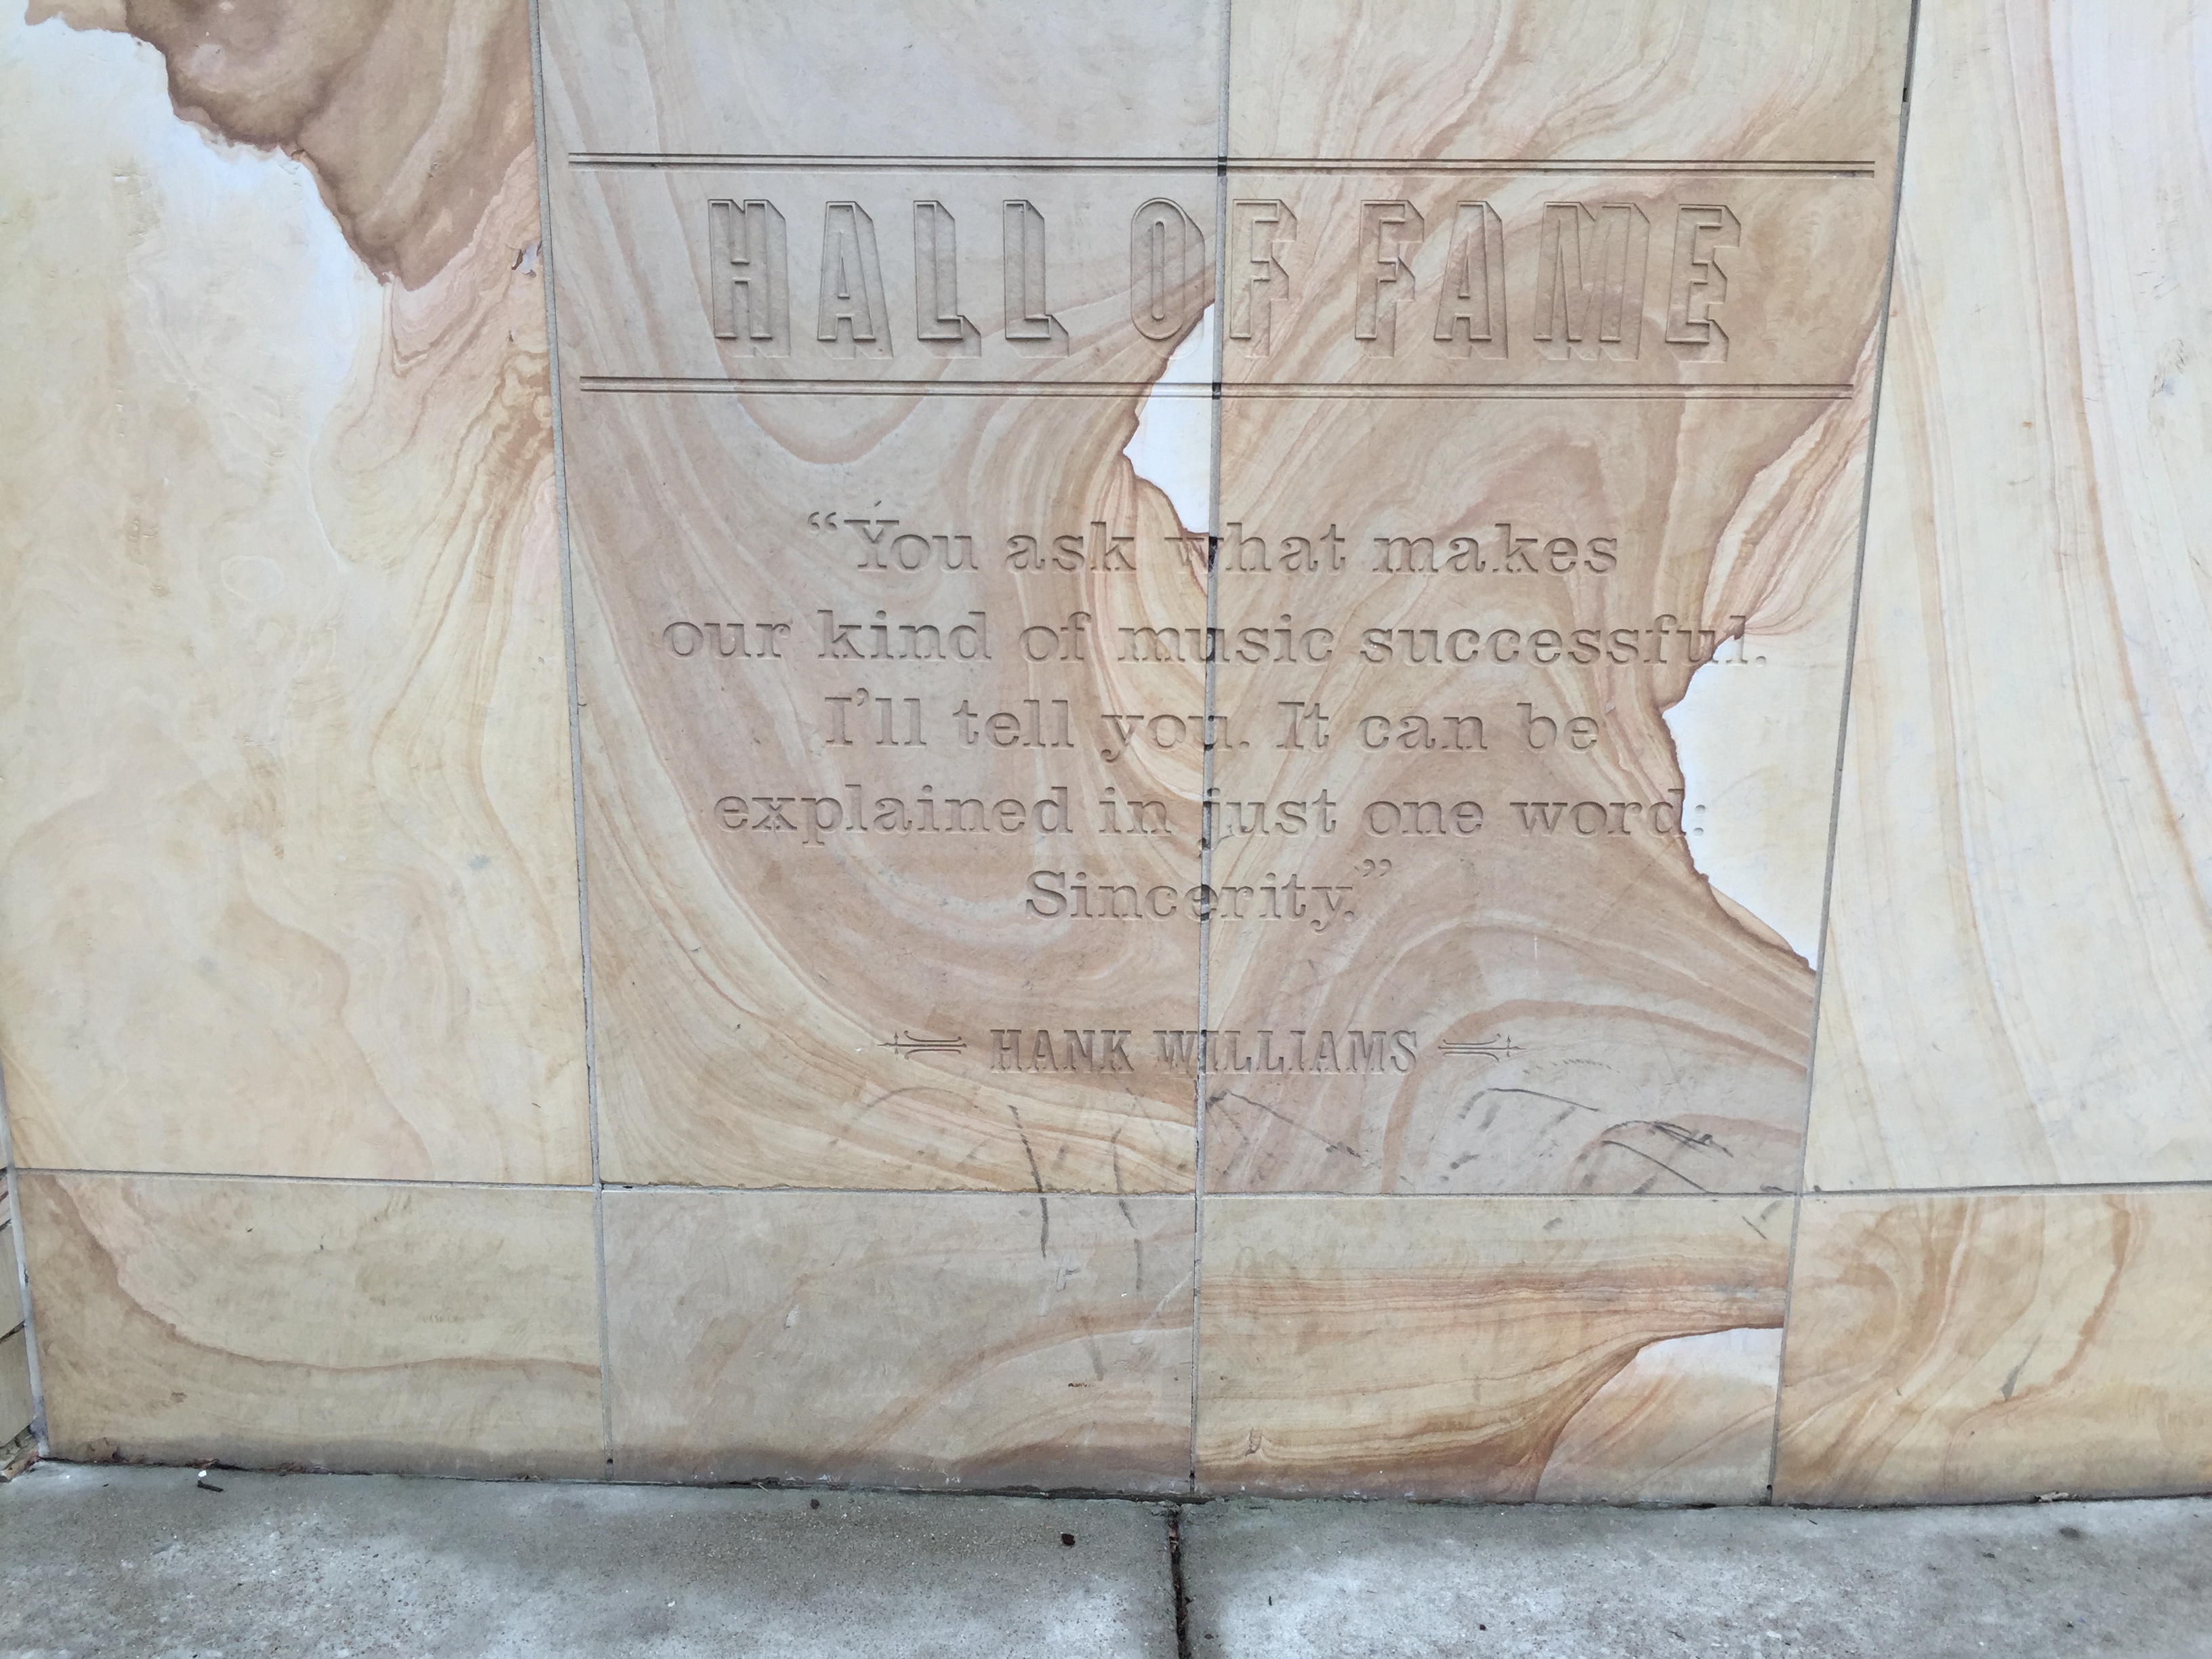 HALL OF FAME
“You ask what makes
our kind of music successful.
I’ll tell you. It can be
explained in just one word:
Sincerity.”
HANK WILLIAMS